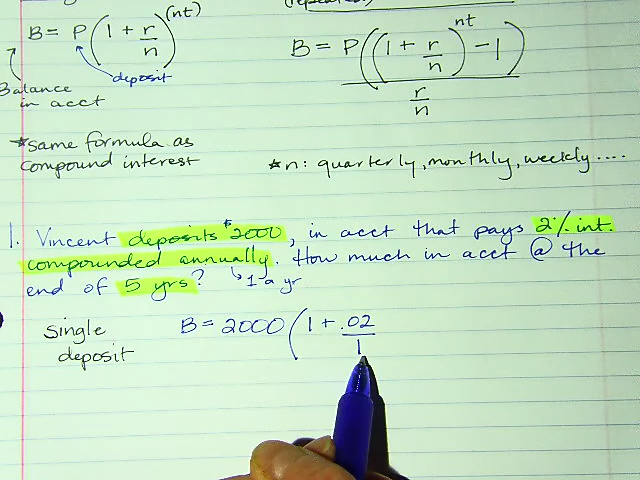 (repeated)
B = P(1 + r/n)^(nt)
deposit
Balance
in acct
B = P((1 + r/n)^nt - 1)
r/n
*same formula as
compound interest
*n: quarterly, monthly, weekly ....
1. Vincent deposits $2000, in acct that pays 2% int.
compounded annually. How much in acct @ the
end of 5 yrs? ↳1 a yr
Single
deposit
B = 2000(1 + .02/1